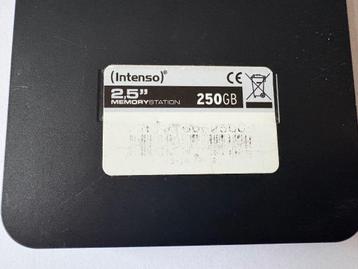 (Intenso)®
CE
2,5”
MEMORYSTATION
250GB